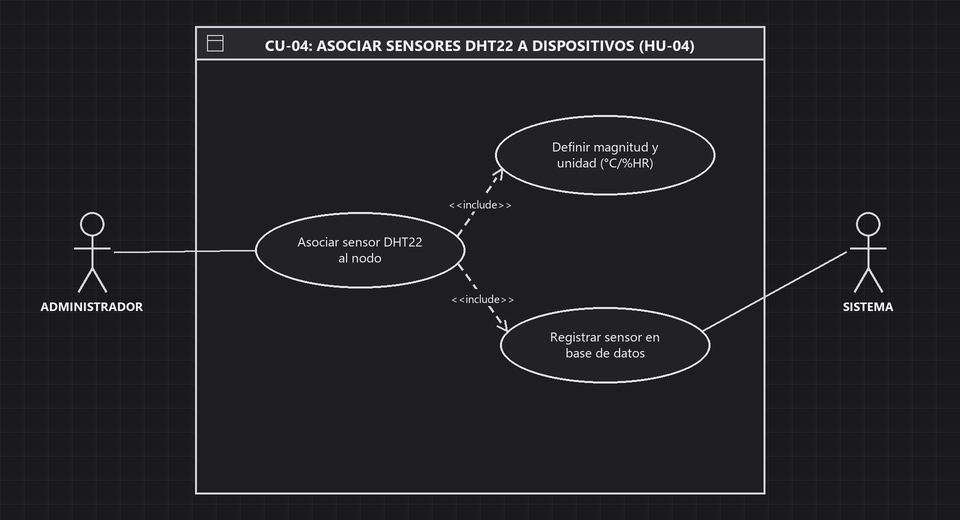 CU-04: ASOCIAR SENSORES DHT22 A DISPOSITIVOS (HU-04)
Definir magnitud y
unidad (°C/%HR)
<<include>>
Asociar sensor DHT22
al nodo
<<include>>
ADMINISTRADOR
SISTEMA
Registrar sensor en
base de datos